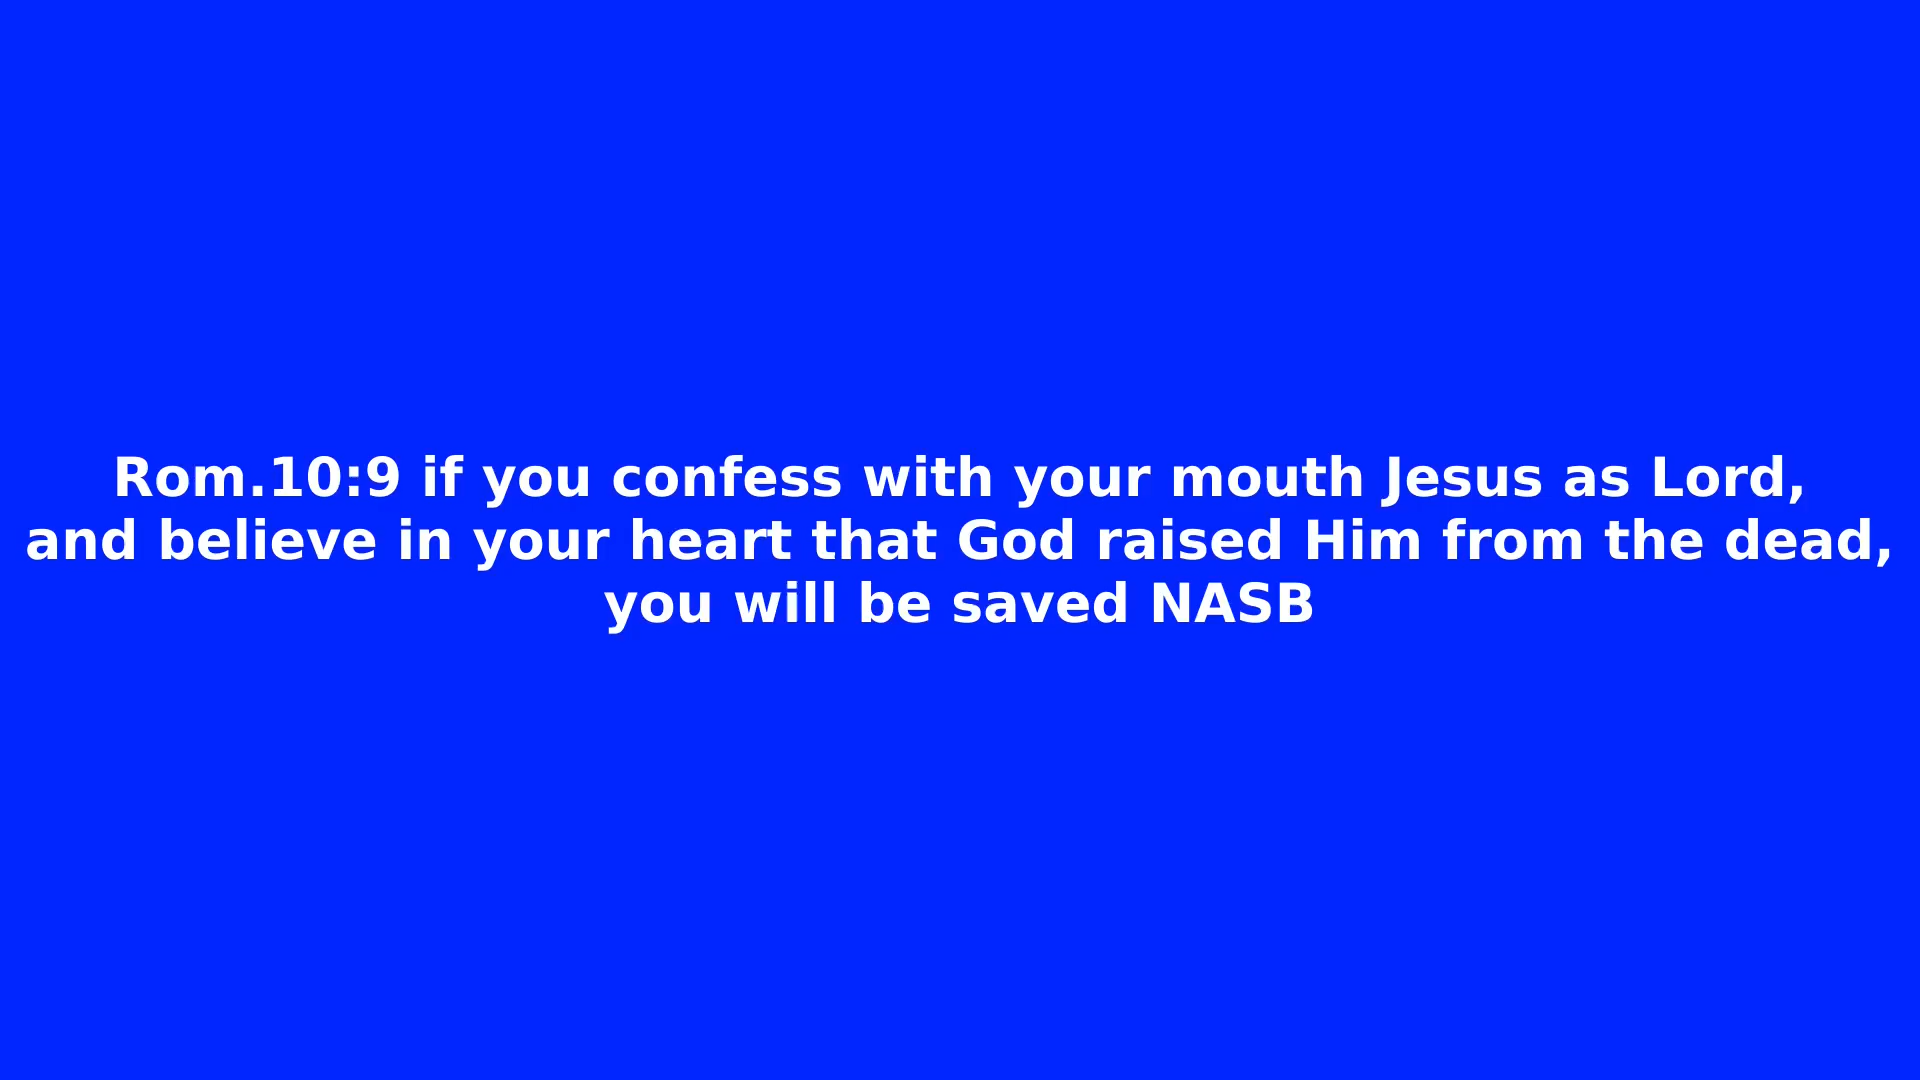 Rom.10:9 if you confess with your mouth Jesus as Lord,
and believe in your heart that God raised Him from the dead,
you will be saved NASB